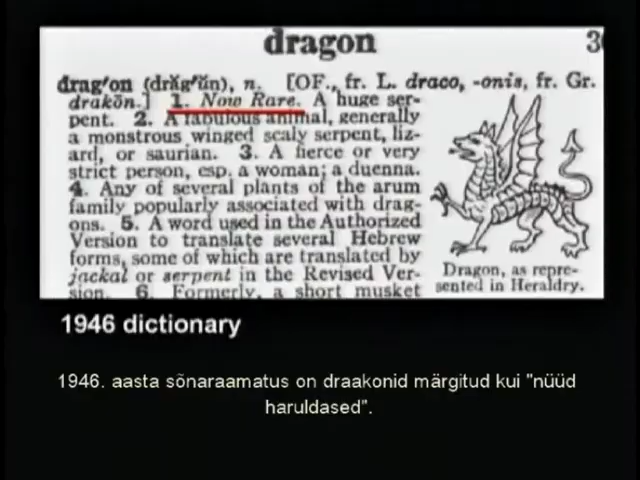 dragon
drag'on (drăg'ŭn), n. [OF., fr. L. draco, -onis, fr. Gr.
drakōn.] 1. Now Rare. A huge ser-
pent. 2. A fabulous animal, generally
a monstrous winged scaly serpent, liz-
ard, or saurian. 3. A fierce or very
strict person, esp. a woman; a duenna.
4. Any of several plants of the arum
family popularly associated with drag-
ons. 5. A word used in the Authorized
Version to translate several Hebrew
forms, some of which are translated by
jackal or serpent in the Revised Ver-
sion. 6. Formerly, a short musket
Dragon, as repre-
sented in Heraldry.
1946 dictionary
1946. aasta sõnaraamatus on draakonid märgitud kui "nüüd
haruldased".